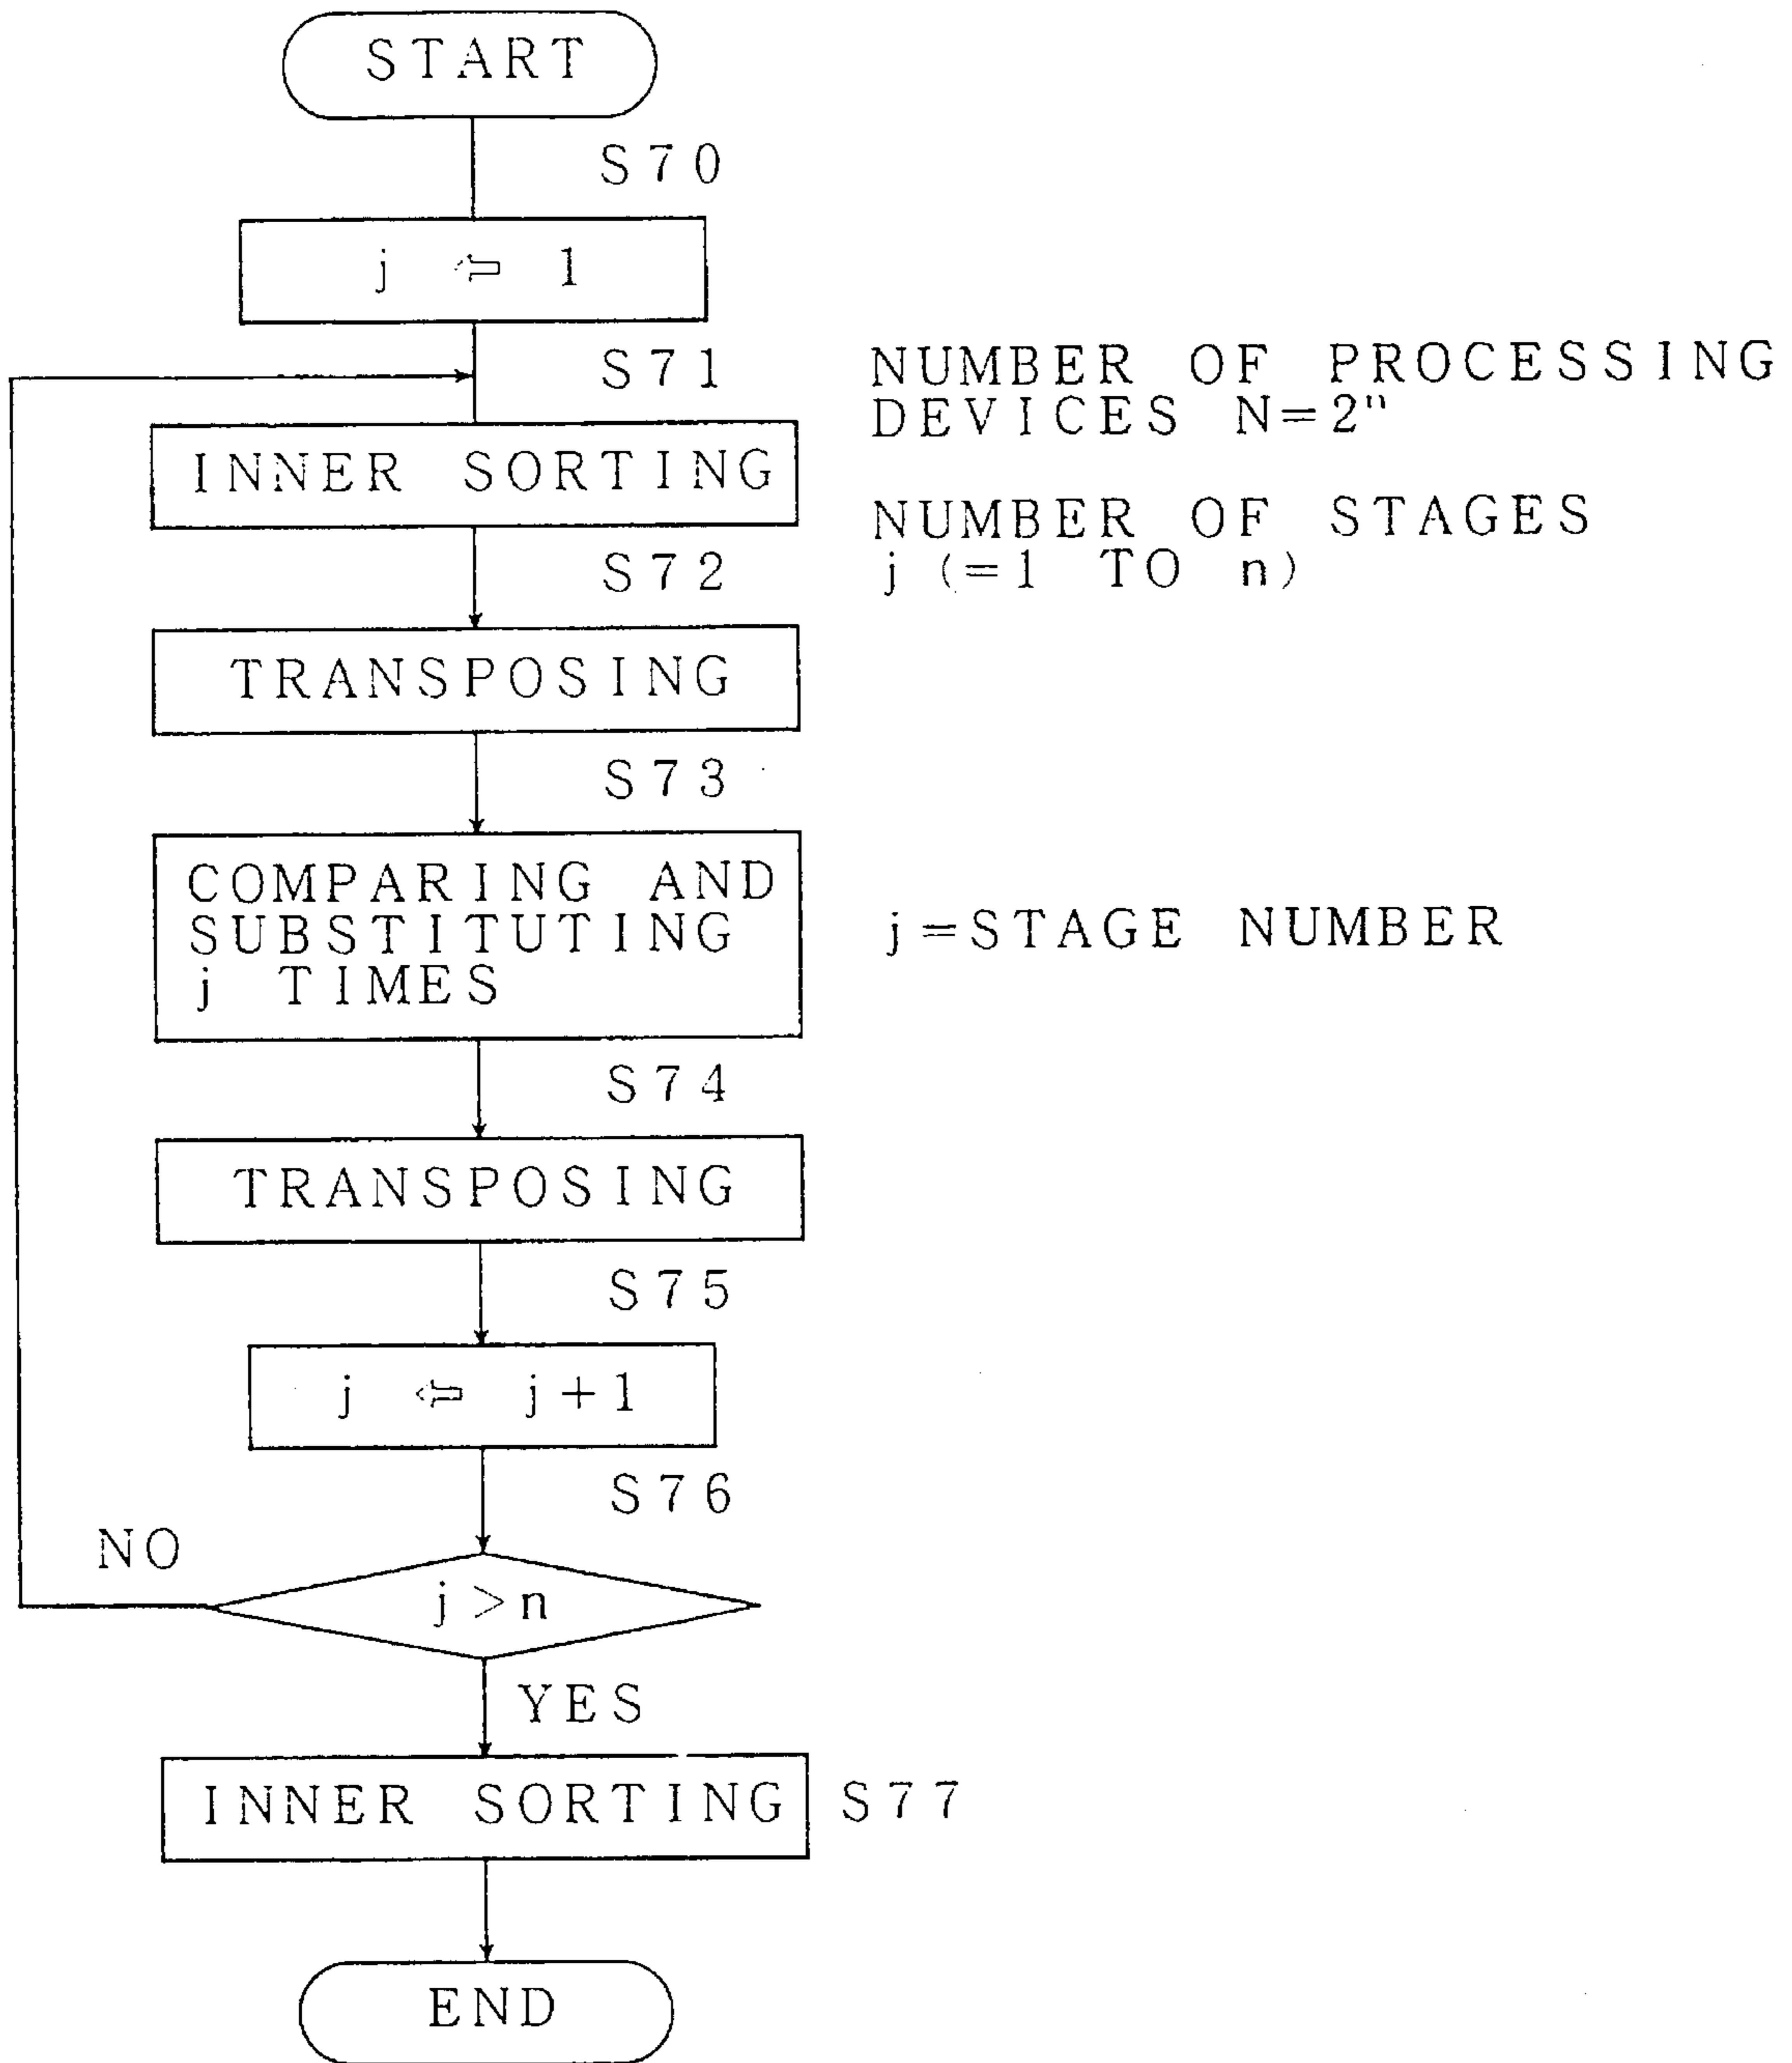 START
S70
j ⇦ 1
S71
NUMBER OF PROCESSING
DEVICES N=2ⁿ
INNER SORTING
NUMBER OF STAGES
j (=1 TO n)
S72
TRANSPOSING
S73
COMPARING AND
SUBSTITUTING
j TIMES
j=STAGE NUMBER
S74
TRANSPOSING
S75
j ⇦ j+1
S76
NO
j>n
YES
INNER SORTING
S77
END